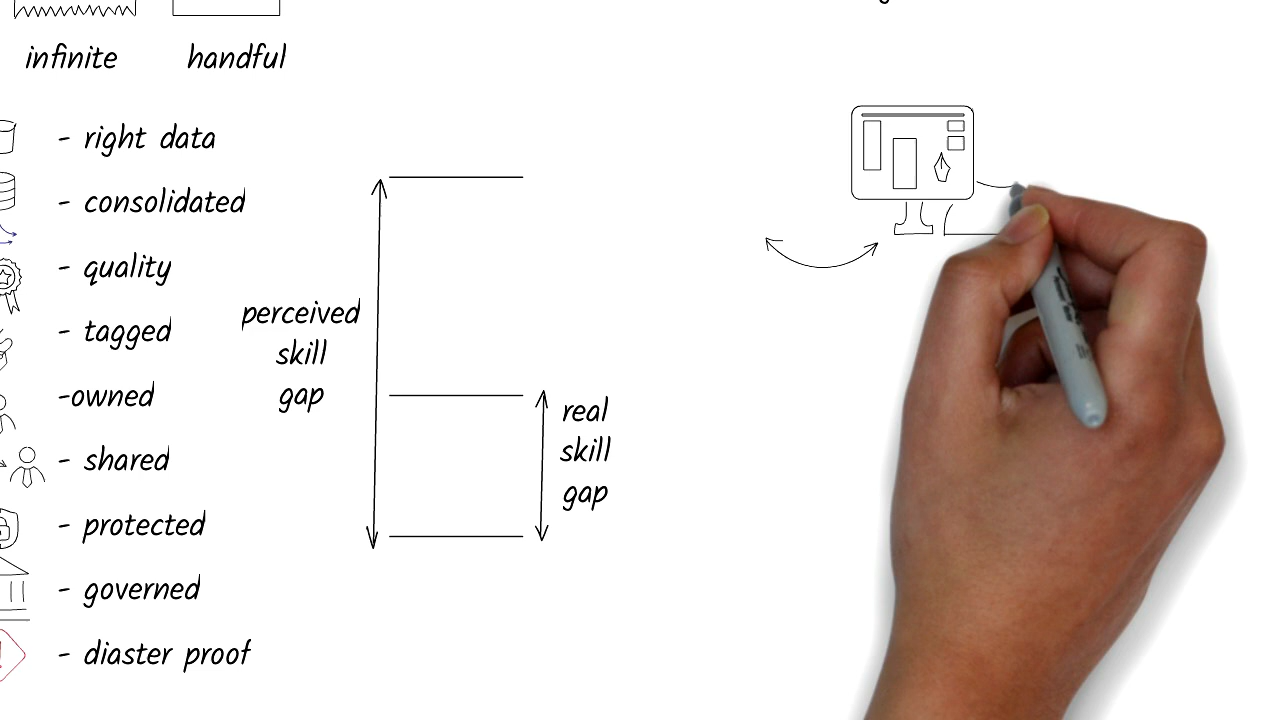 infinite handful
- right data
- consolidated
- quality
- tagged
-owned
- shared
- protected
- governed
- diaster proof
perceived
skill
gap
real
skill
gap